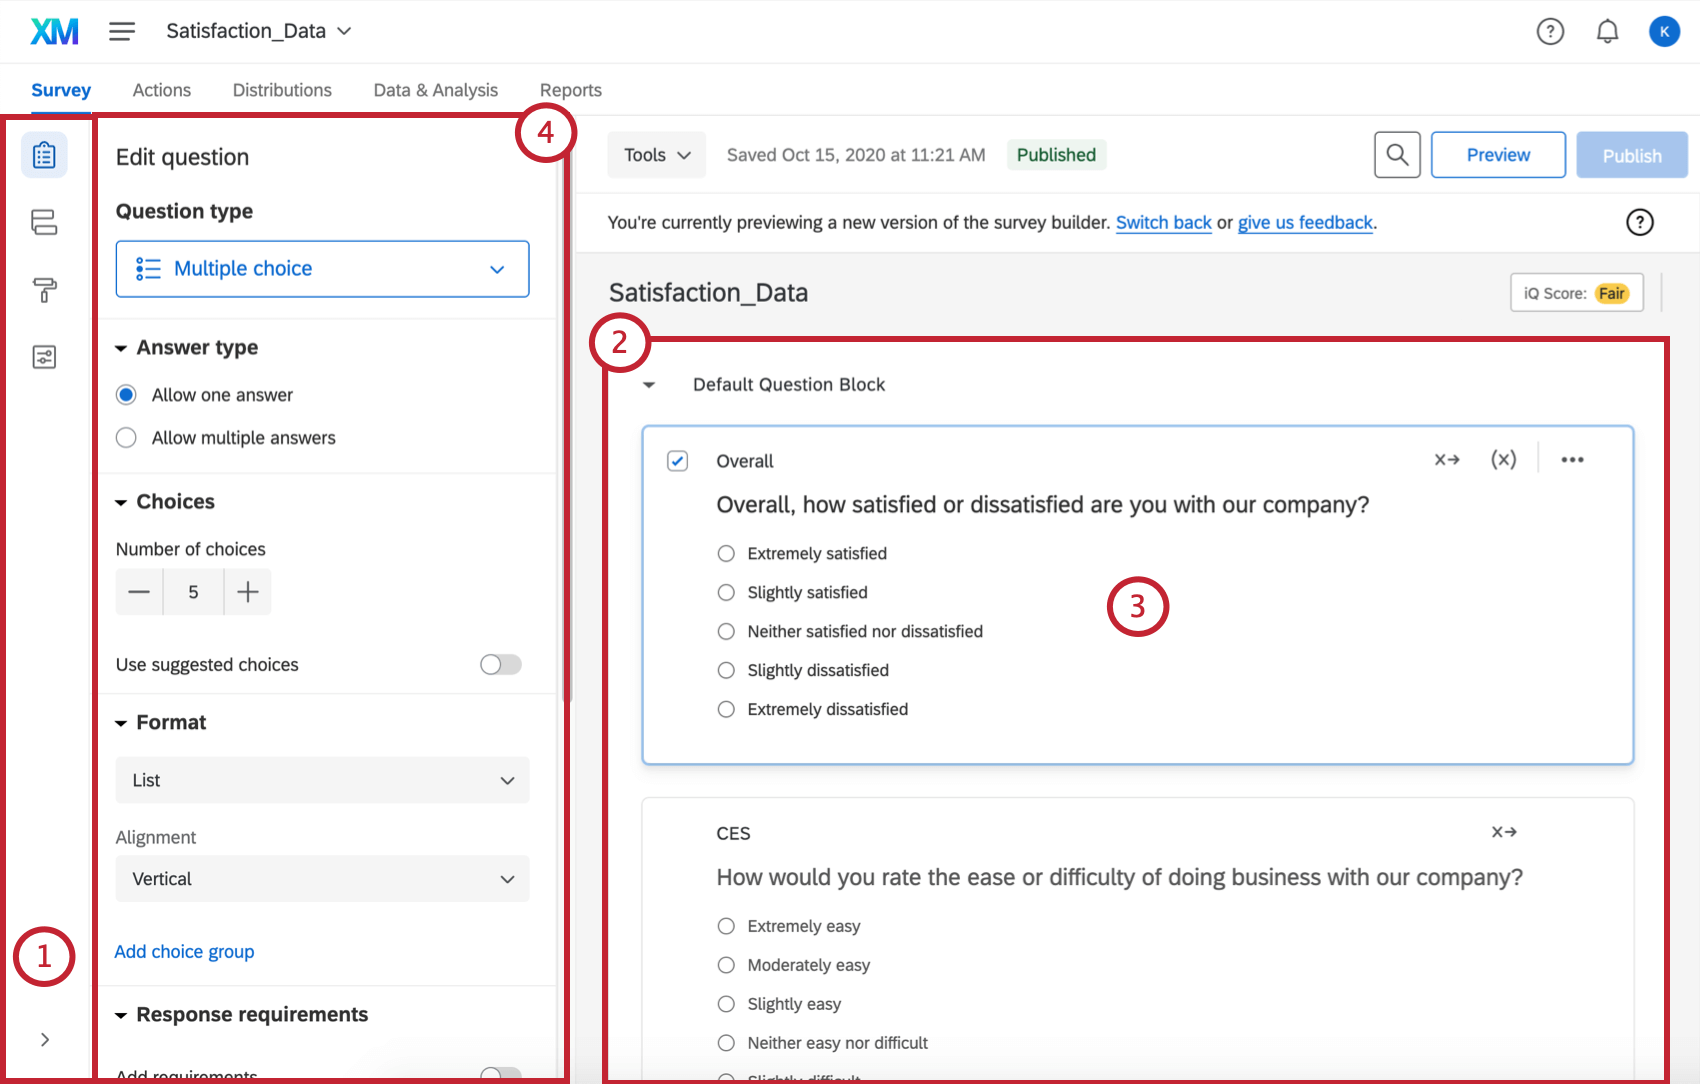 XM Satisfaction_Data ? K
Survey Actions Distributions Data & Analysis Reports
4
Edit question
Question type
Multiple choice
Answer type
Allow one answer
Allow multiple answers
Choices
Number of choices
5
Use suggested choices
Format
List
Alignment
Vertical
Add choice group
Response requirements
Add requirements
1
Tools Saved Oct 15, 2020 at 11:21 AM Published Preview Publish
You're currently previewing a new version of the survey builder. Switch back or give us feedback. ?
Satisfaction_Data iQ Score: Fair
2
Default Question Block
Overall
Overall, how satisfied or dissatisfied are you with our company?
Extremely satisfied
Slightly satisfied
Neither satisfied nor dissatisfied
Slightly dissatisfied
Extremely dissatisfied
3
CES
How would you rate the ease or difficulty of doing business with our company?
Extremely easy
Moderately easy
Slightly easy
Neither easy nor difficult
Slightly difficult